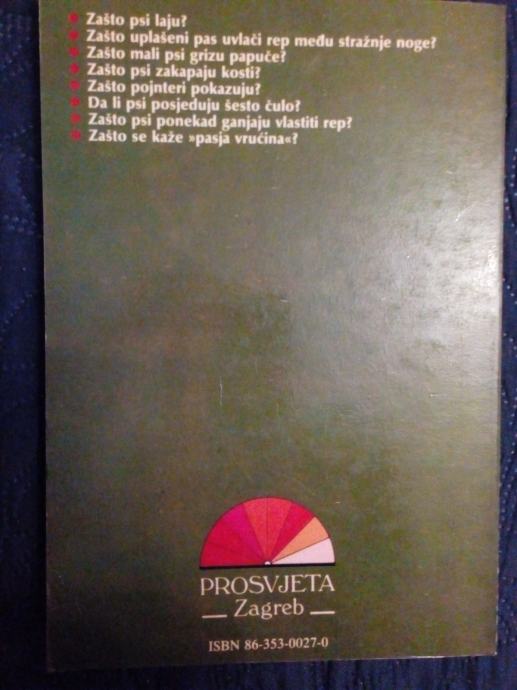 Zašto psi laju?
Zašto uplašeni pas uvlači rep među stražnje noge?
Zašto mali psi grizu papuče?
Zašto psi zakapaju kosti?
Zašto pojnteri pokazuju?
Da li psi posjeduju šesto čulo?
Zašto psi ponekad ganjaju vlastiti rep?
Zašto se kaže »pasja vrućina«?
PROSVJETA
Zagreb
ISBN 86-353-0027-0